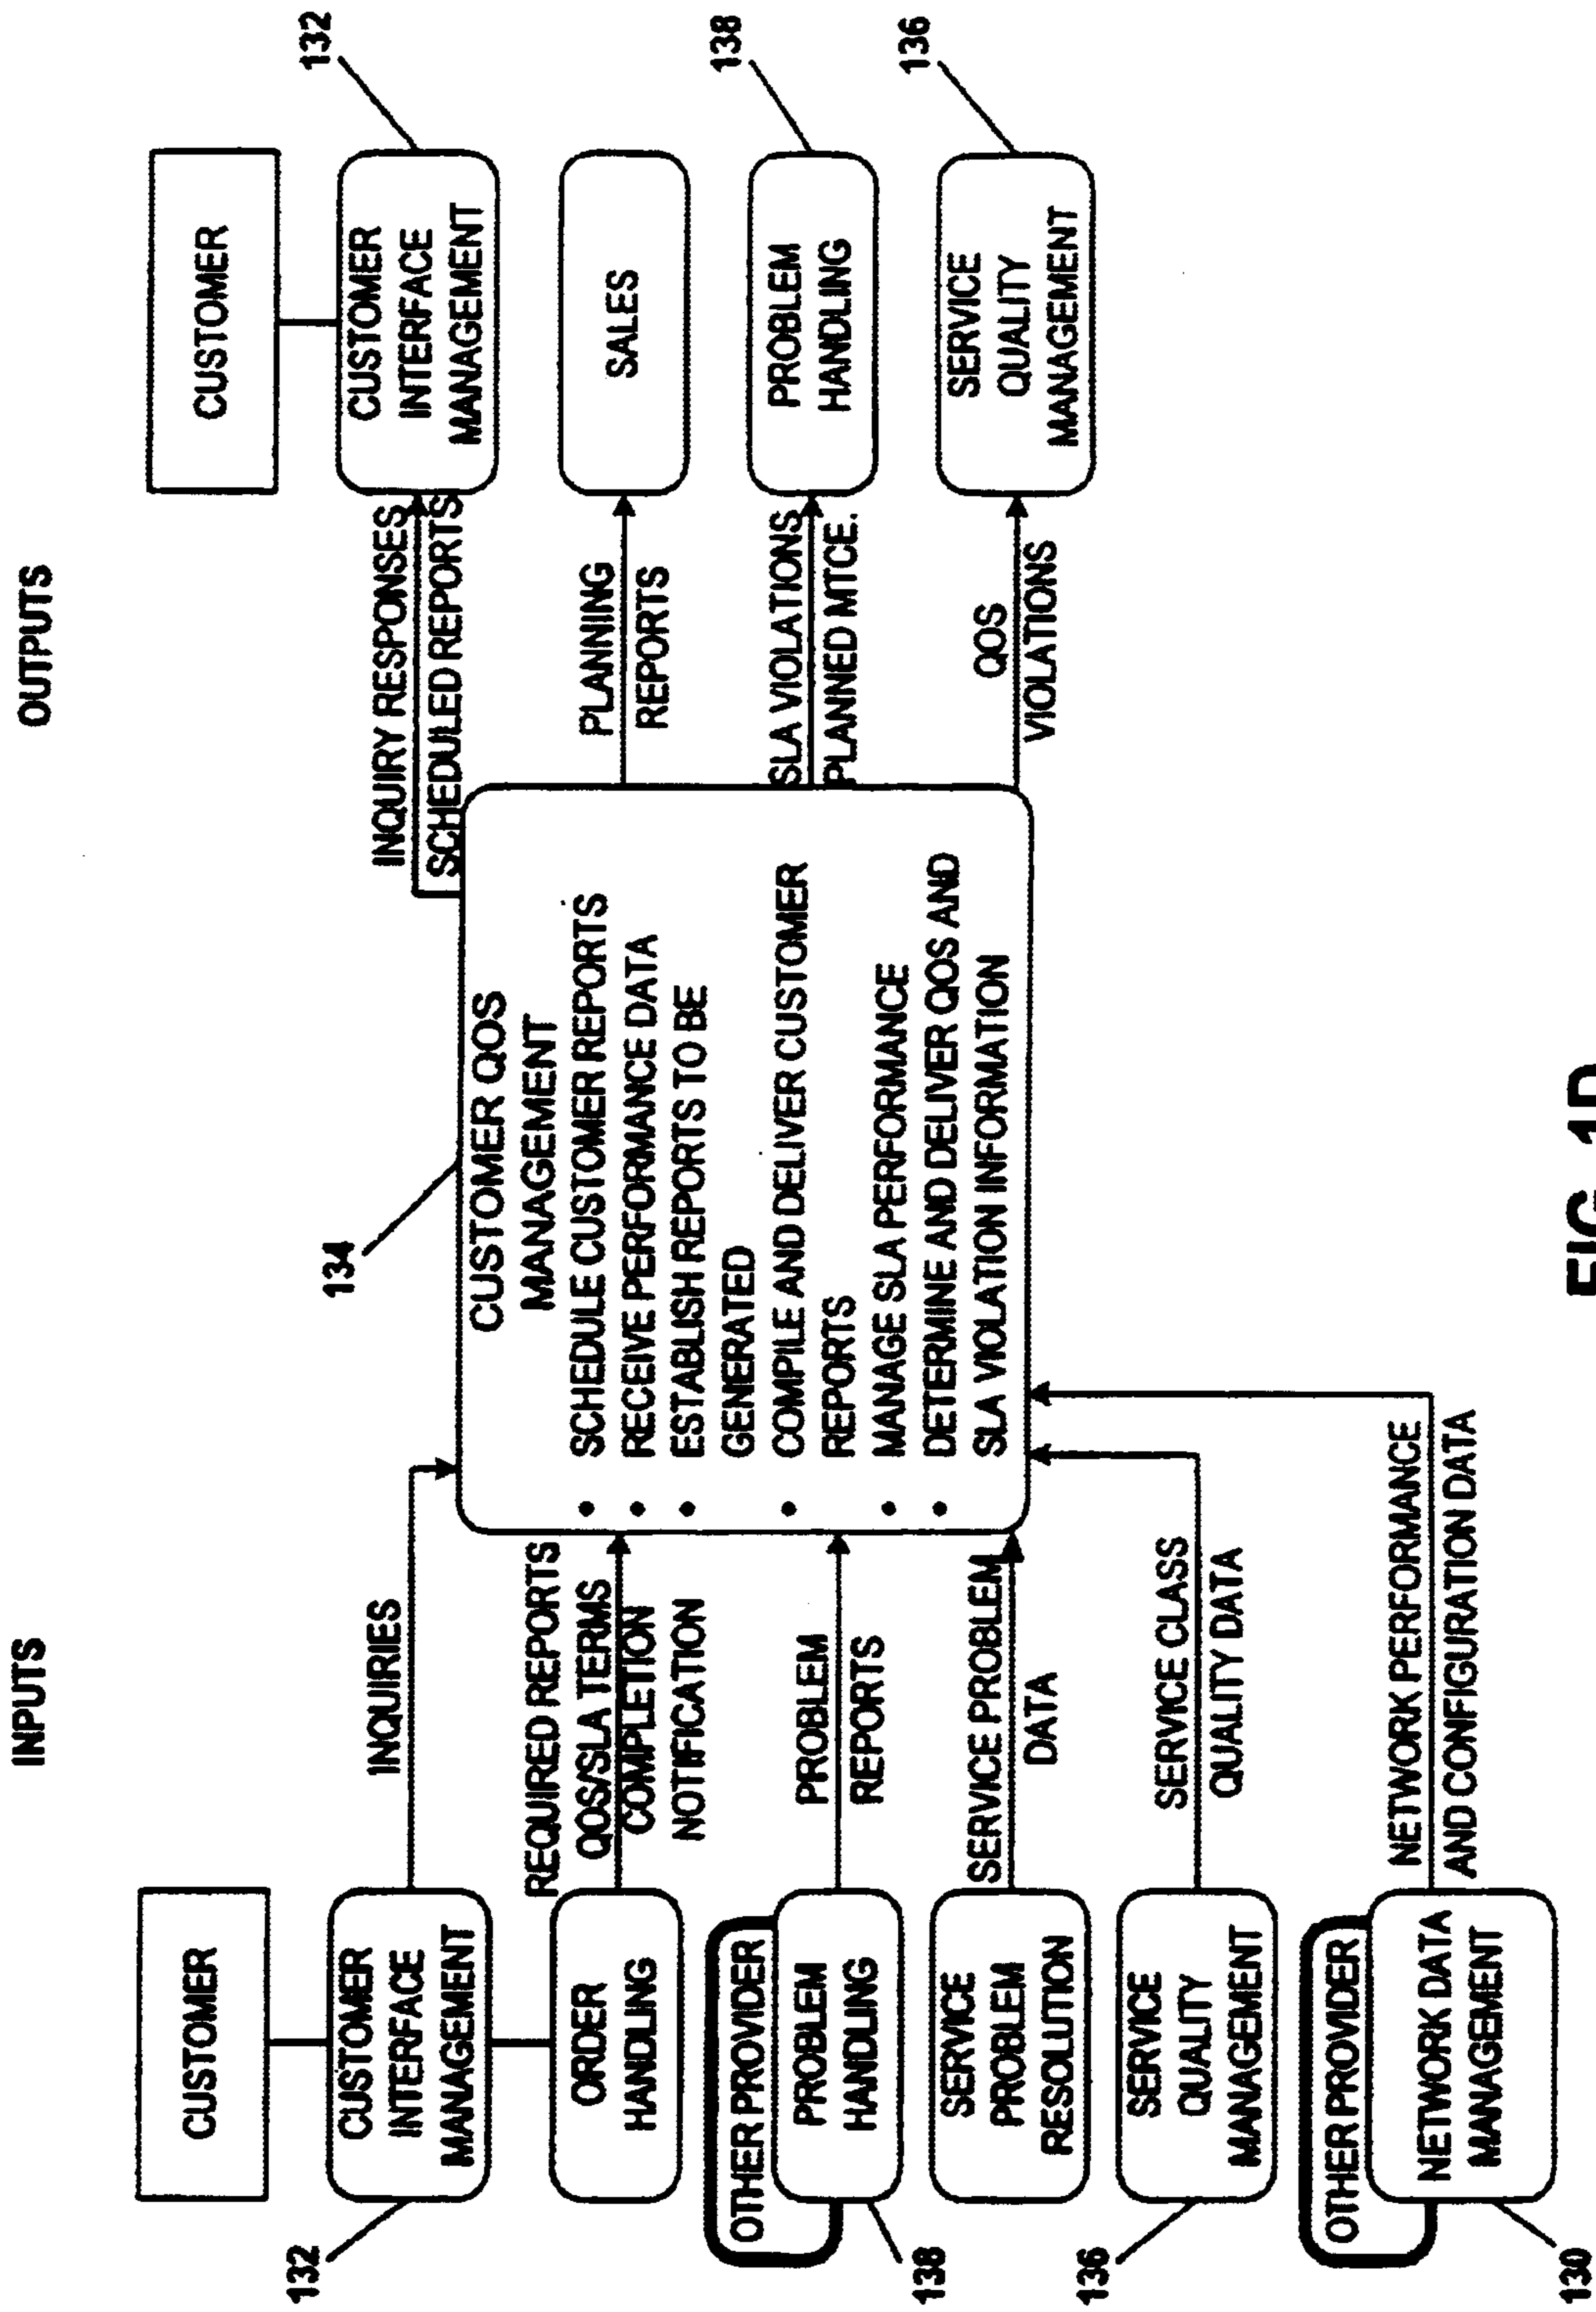 INPUTS
OUTPUTS
CUSTOMER
CUSTOMER
INTERFACE
MANAGEMENT
132
ORDER
HANDLING
OTHER PROVIDER
PROBLEM
HANDLING
138
SERVICE
PROBLEM
RESOLUTION
SERVICE
QUALITY
MANAGEMENT
136
OTHER PROVIDER
NETWORK DATA
MANAGEMENT
130
INQUIRIES
REQUIRED REPORTS
QOS/SLA TERMS
COMPLETION
NOTIFICATION
PROBLEM
REPORTS
SERVICE PROBLEM
DATA
SERVICE CLASS
QUALITY DATA
NETWORK PERFORMANCE
AND CONFIGURATION DATA
134
CUSTOMER QOS
MANAGEMENT
• SCHEDULE CUSTOMER REPORTS
• RECEIVE PERFORMANCE DATA
• ESTABLISH REPORTS TO BE
GENERATED
• COMPILE AND DELIVER CUSTOMER
REPORTS
• MANAGE SLA PERFORMANCE
• DETERMINE AND DELIVER QOS AND
SLA VIOLATION INFORMATION
INQUIRY RESPONSES
SCHEDULED REPORTS
PLANNING
REPORTS
SLA VIOLATIONS
PLANNED MTCE.
QOS
VIOLATIONS
CUSTOMER
CUSTOMER
INTERFACE
MANAGEMENT
132
SALES
PROBLEM
HANDLING
138
SERVICE
QUALITY
MANAGEMENT
136